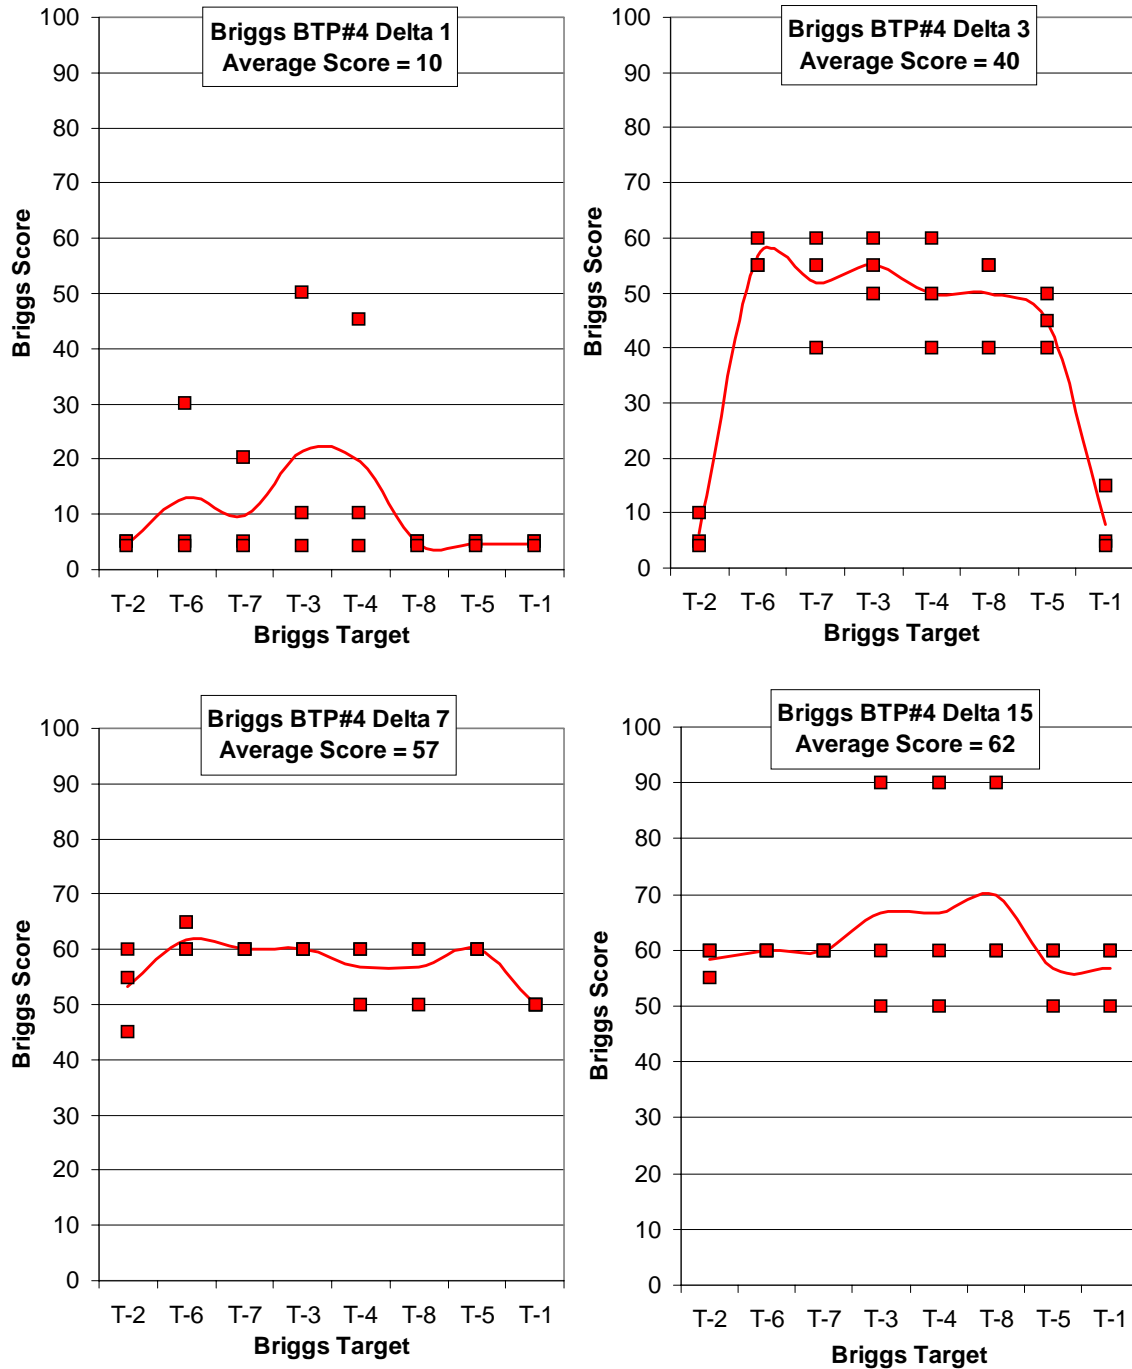 Briggs BTP#4 Delta 1
Average Score = 10
100
90
80
70
60
50
40
30
20
10
0
Briggs Score
T-2 T-6 T-7 T-3 T-4 T-8 T-5 T-1
Briggs Target
Briggs BTP#4 Delta 3
Average Score = 40
100
90
80
70
60
50
40
30
20
10
0
Briggs Score
T-2 T-6 T-7 T-3 T-4 T-8 T-5 T-1
Briggs Target
Briggs BTP#4 Delta 7
Average Score = 57
100
90
80
70
60
50
40
30
20
10
0
Briggs Score
T-2 T-6 T-7 T-3 T-4 T-8 T-5 T-1
Briggs Target
Briggs BTP#4 Delta 15
Average Score = 62
100
90
80
70
60
50
40
30
20
10
0
Briggs Score
T-2 T-6 T-7 T-3 T-4 T-8 T-5 T-1
Briggs Target